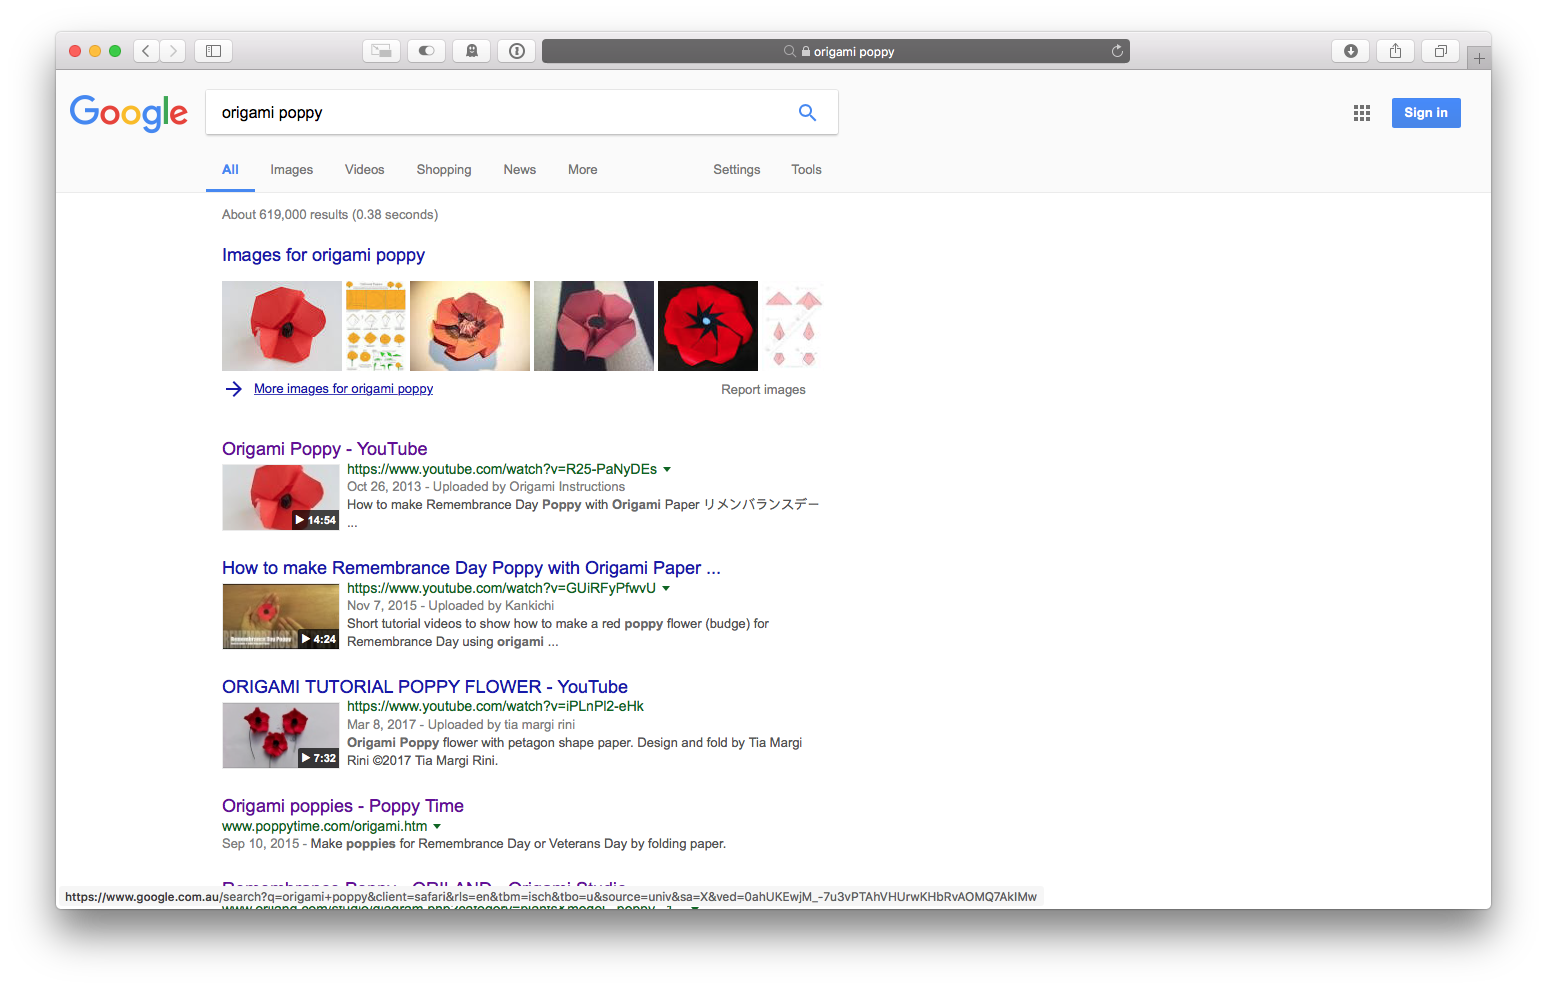 origami poppy
Google
origami poppy
Sign in
All Images Videos Shopping News More Settings Tools
About 619,000 results (0.38 seconds)
Images for origami poppy
More images for origami poppy
Report images
Origami Poppy - YouTube
https://www.youtube.com/watch?v=R25-PaNyDEs
Oct 26, 2013 - Uploaded by Origami Instructions
How to make Remembrance Day Poppy with Origami Paper リメンバランスデー
...
14:54
How to make Remembrance Day Poppy with Origami Paper ...
https://www.youtube.com/watch?v=GUiRFyPfwvU
Nov 7, 2015 - Uploaded by Kankichi
Short tutorial videos to show how to make a red poppy flower (budge) for
Remembrance Day using origami ...
4:24
ORIGAMI TUTORIAL POPPY FLOWER - YouTube
https://www.youtube.com/watch?v=iPLnPl2-eHk
Mar 8, 2017 - Uploaded by tia margi rini
Origami Poppy flower with petagon shape paper. Design and fold by Tia Margi
Rini ©2017 Tia Margi Rini.
7:32
Origami poppies - Poppy Time
www.poppytime.com/origami.htm
Sep 10, 2015 - Make poppies for Remembrance Day or Veterans Day by folding paper.
Remembrance Poppy - ORILAND - Origami Studio
https://www.google.com.au/search?q=origami+poppy&client=safari&rls=en&tbm=isch&tbo=u&source=univ&sa=X&ved=0ahUKEwjM_-7u3vPTAhVHUrwKHbRvAOMQ7AkIMw